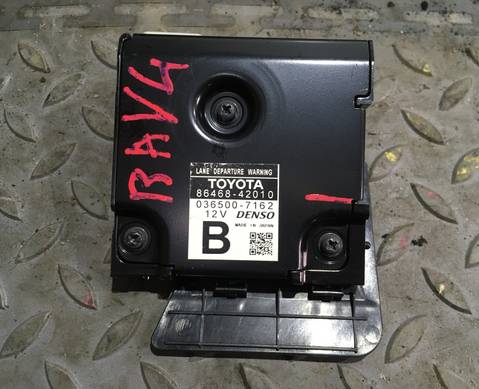 RAV4
LANE DEPARTURE WARNING
TOYOTA
86468-42010
036500-7162
12V DENSO
MADE IN JAPAN
B